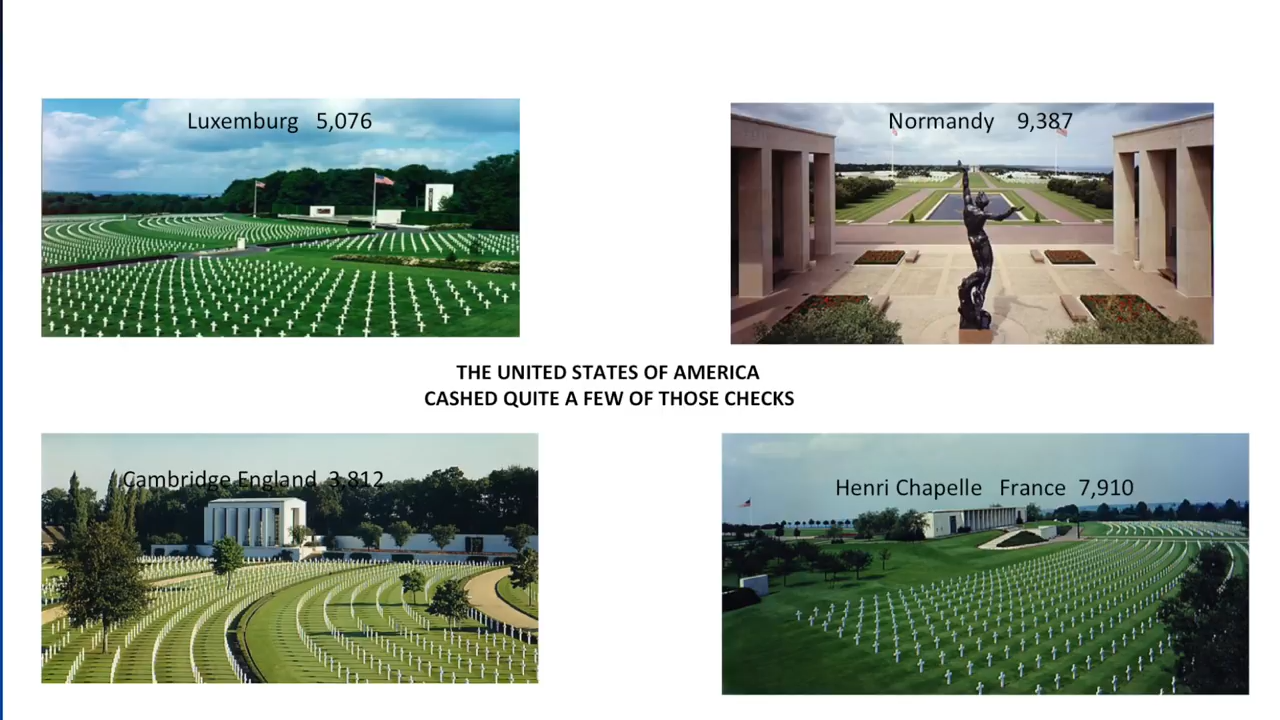 Luxemburg 5,076
Normandy 9,387
THE UNITED STATES OF AMERICA
CASHED QUITE A FEW OF THOSE CHECKS
Cambridge England 3,812
Henri Chapelle France 7,910